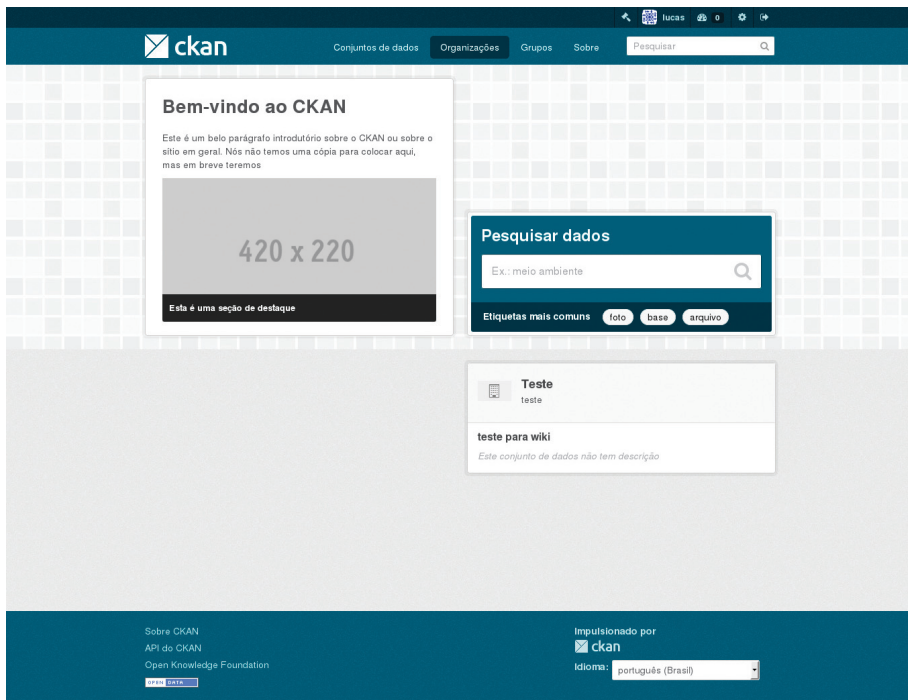 lucas 0
ckan
Conjuntos de dados Organizações Grupos Sobre Pesquisar
Bem-vindo ao CKAN
Este é um belo parágrafo introdutório sobre o CKAN ou sobre o
sítio em geral. Nós não temos uma cópia para colocar aqui,
mas em breve teremos
420 x 220
Esta é uma seção de destaque
Pesquisar dados
Ex.: meio ambiente
Etiquetas mais comuns foto base arquivo
Teste
teste
teste para wiki
Este conjunto de dados não tem descrição
Sobre CKAN
API do CKAN
Open Knowledge Foundation
OPEN DATA
Impulsionado por
ckan
Idioma: português (Brasil)